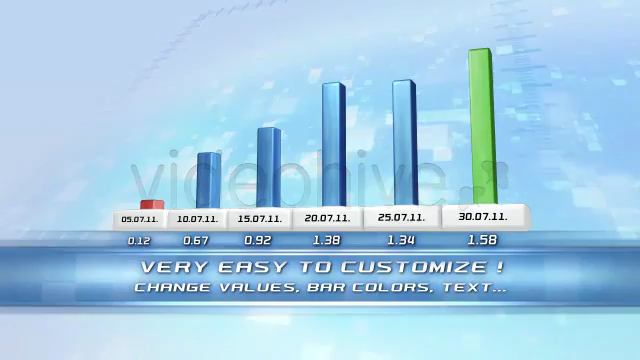 videohive
05.07.11. 10.07.11. 15.07.11. 20.07.11. 25.07.11. 30.07.11.
0.12 0.67 0.92 1.38 1.34 1.58
VERY EASY TO CUSTOMIZE !
CHANGE VALUES, BAR COLORS, TEXT...